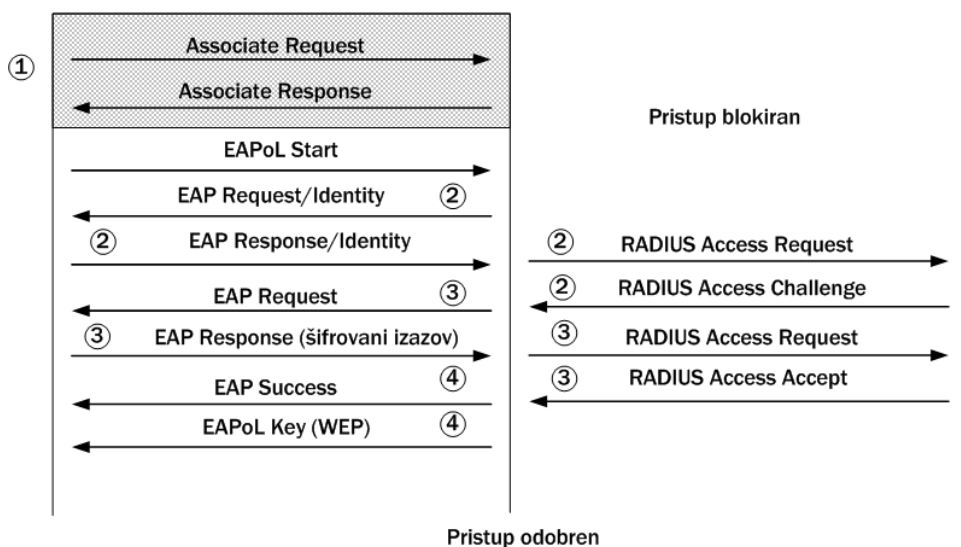 Associate Request
①
Associate Response
Pristup blokiran
EAPoL Start
EAP Request/Identity ②
② EAP Response/Identity
② RADIUS Access Request
EAP Request ③
② RADIUS Access Challenge
③ EAP Response (šifrovani izazov)
③ RADIUS Access Request
EAP Success ④
③ RADIUS Access Accept
EAPoL Key (WEP) ④
Pristup odobren